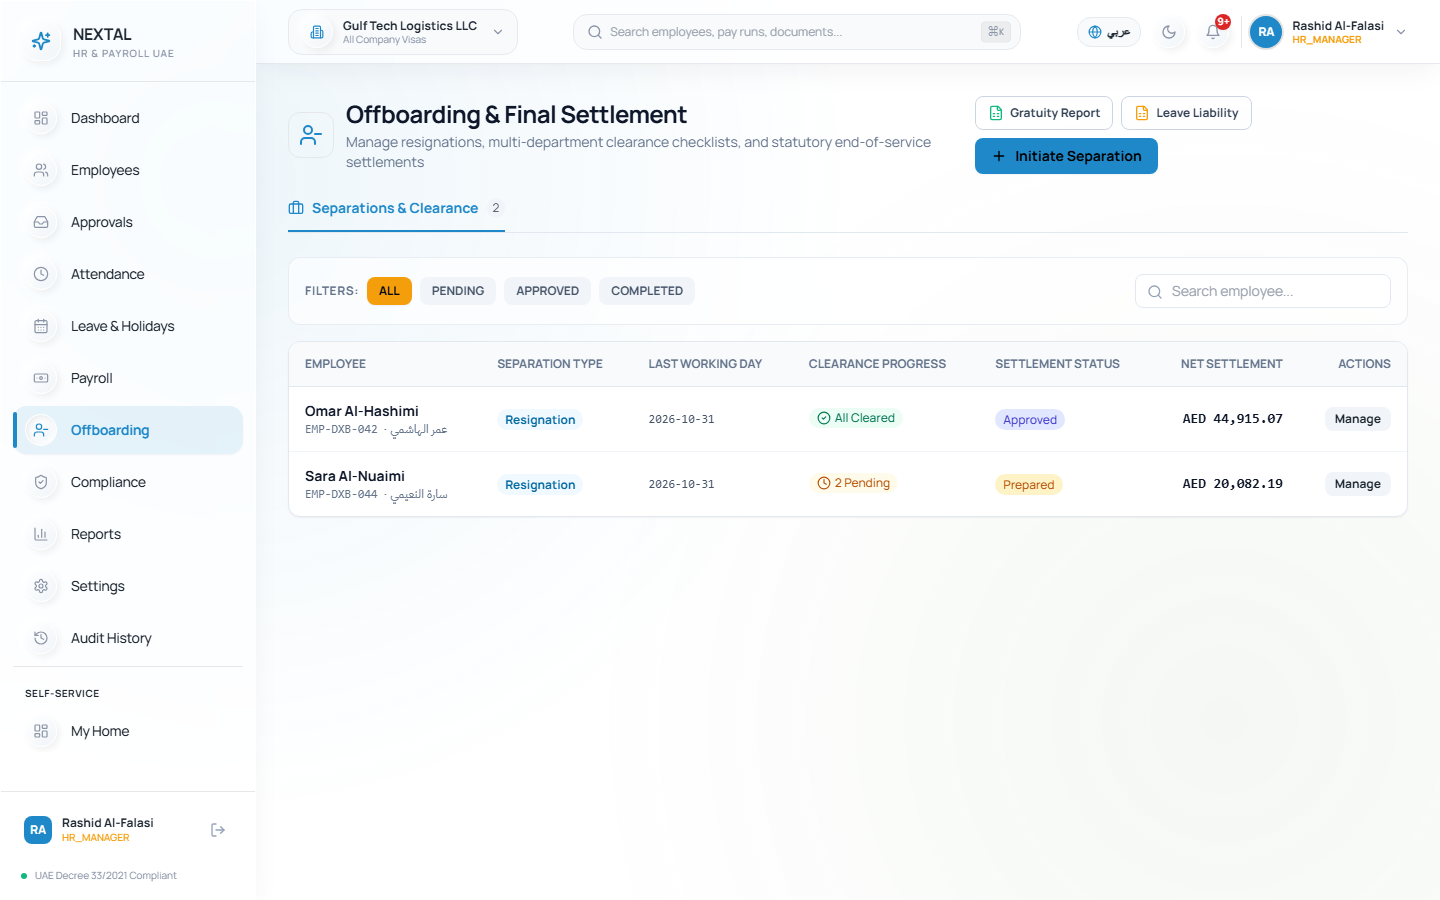 NEXTAL
HR & PAYROLL UAE
Dashboard
Employees
Approvals
Attendance
Leave & Holidays
Payroll
Offboarding
Compliance
Reports
Settings
Audit History
SELF-SERVICE
My Home
RA
Rashid Al-Falasi
HR_MANAGER
UAE Decree 33/2021 Compliant
Gulf Tech Logistics LLC
All Company Visas
Search employees, pay runs, documents...
⌘K
عربي
9+
RA
Rashid Al-Falasi
HR_MANAGER
Offboarding & Final Settlement
Manage resignations, multi-department clearance checklists, and statutory end-of-service
settlements
Gratuity Report
Leave Liability
Initiate Separation
Separations & Clearance 2
FILTERS: ALL PENDING APPROVED COMPLETED
Search employee...
EMPLOYEE SEPARATION TYPE LAST WORKING DAY CLEARANCE PROGRESS SETTLEMENT STATUS NET SETTLEMENT ACTIONS
Omar Al-Hashimi
EMP-DXB-042 · عمر الهاشمي
Resignation 2026-10-31 All Cleared Approved AED 44,915.07 Manage
Sara Al-Nuaimi
EMP-DXB-044 · سارة النعيمي
Resignation 2026-10-31 2 Pending Prepared AED 20,082.19 Manage